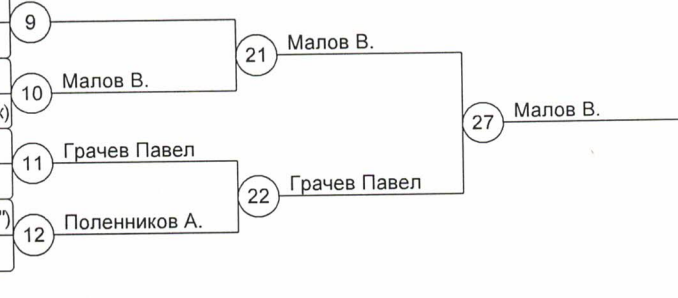 9
21
Малов В.
10
Малов В.
27
Малов В.
11
Грачев Павел
22
Грачев Павел
")
12
Поленников А.